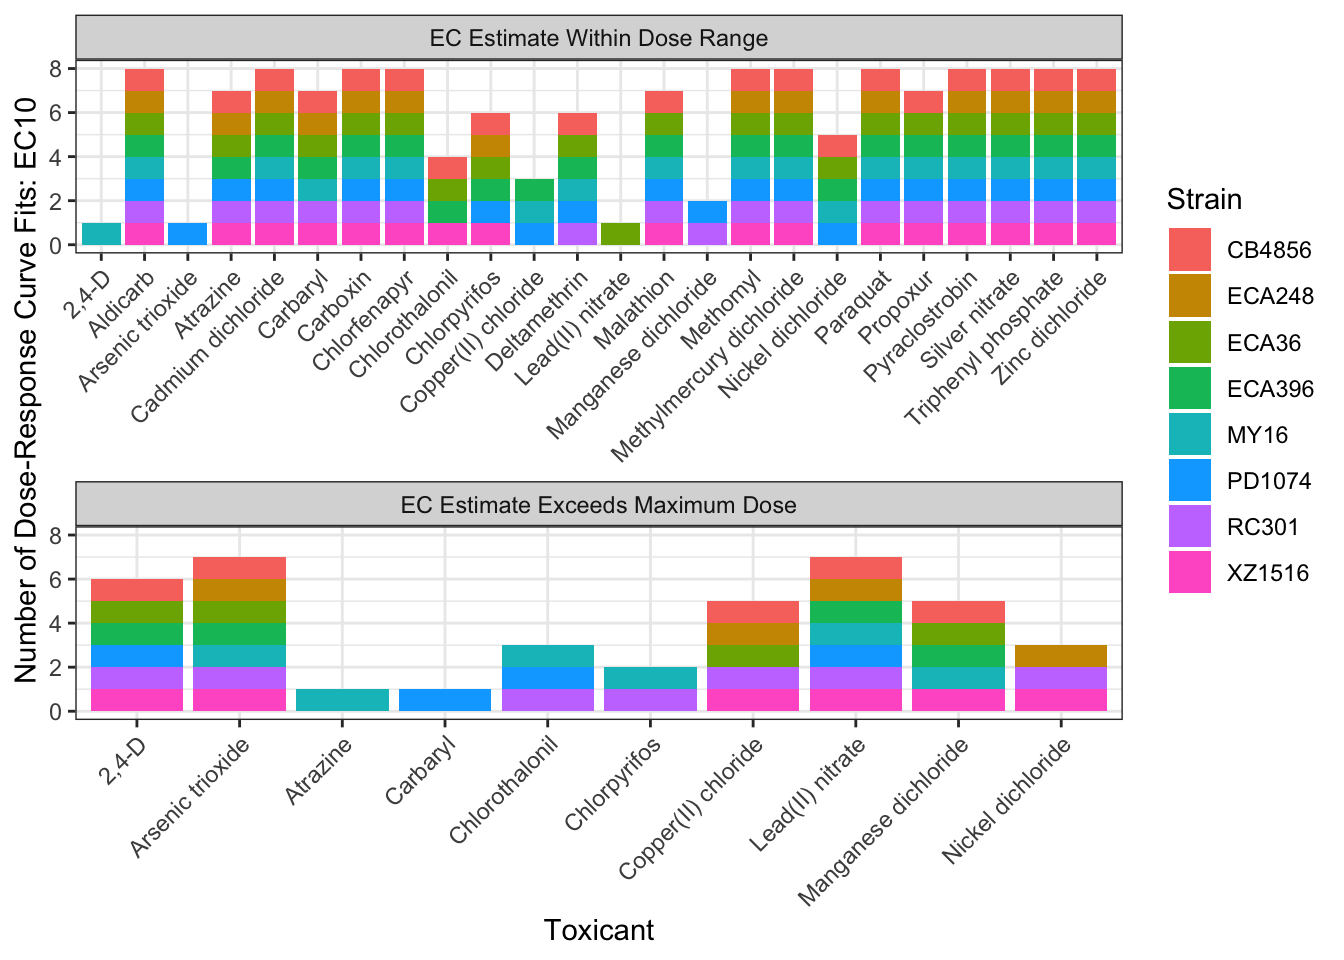 EC Estimate Within Dose Range
8
6
4
2
0
2,4-D
Aldicarb
Arsenic trioxide
Atrazine
Cadmium dichloride
Carbaryl
Carboxin
Chlorfenapyr
Chlorothalonil
Chlorpyrifos
Copper(II) chloride
Deltamethrin
Lead(II) nitrate
Malathion
Manganese dichloride
Methomyl
Methylmercury dichloride
Nickel dichloride
Paraquat
Propoxur
Pyraclostrobin
Silver nitrate
Triphenyl phosphate
Zinc dichloride
Number of Dose-Response Curve Fits: EC10
EC Estimate Exceeds Maximum Dose
8
6
4
2
0
2,4-D
Arsenic trioxide
Atrazine
Carbaryl
Chlorothalonil
Chlorpyrifos
Copper(II) chloride
Lead(II) nitrate
Manganese dichloride
Nickel dichloride
Toxicant
Strain
CB4856
ECA248
ECA36
ECA396
MY16
PD1074
RC301
XZ1516